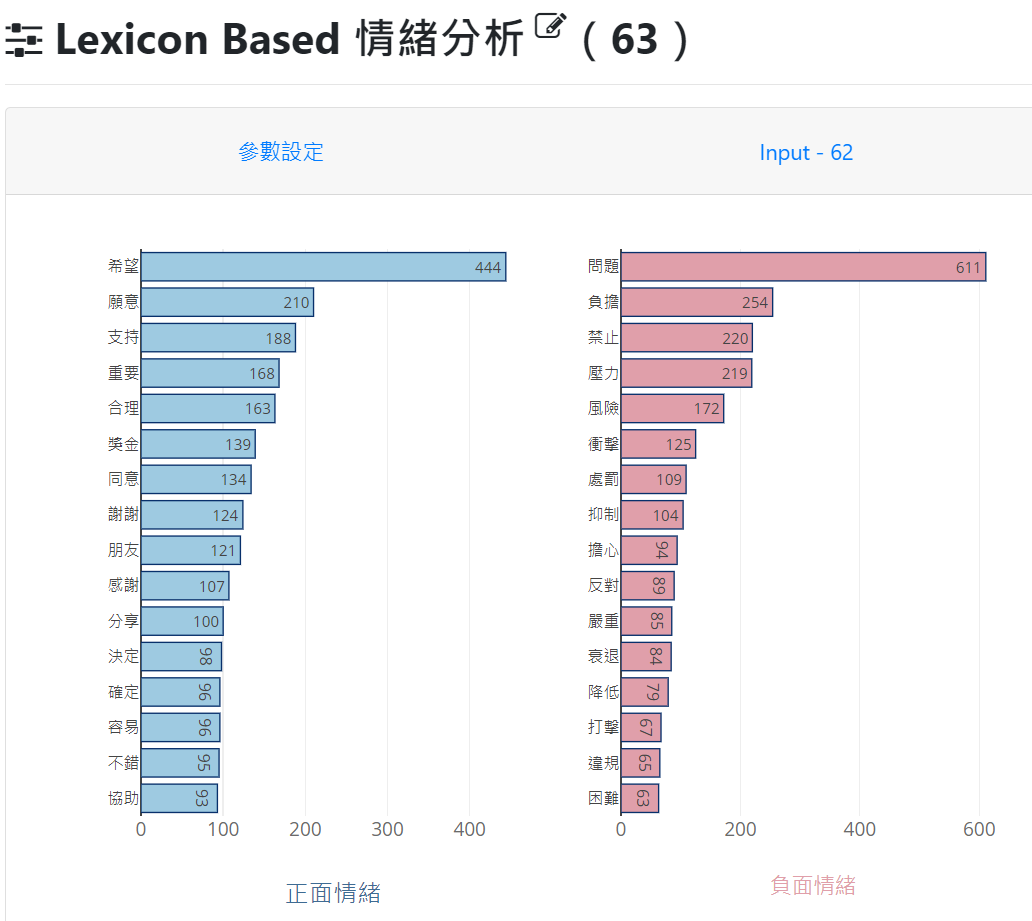 Lexicon Based 情緒分析 ( 63 )
參數設定
Input - 62
希望 444
願意 210
支持 188
重要 168
合理 163
獎金 139
同意 134
謝謝 124
朋友 121
感謝 107
分享 100
決定 98
確定 96
容易 96
不錯 95
協助 93
0 100 200 300 400
正面情緒
問題 611
負擔 254
禁止 220
壓力 219
風險 172
衝擊 125
處罰 109
抑制 104
擔心 94
反對 89
嚴重 85
衰退 84
降低 79
打擊 67
違規 65
困難 63
0 200 400 600
負面情緒